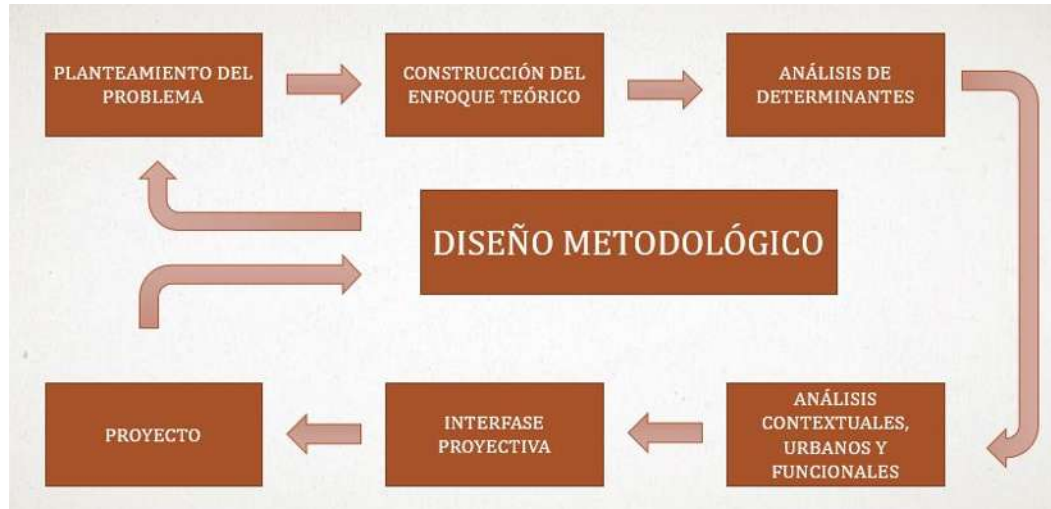 PLANTEAMIENTO DEL
PROBLEMA
CONSTRUCCIÓN DEL
ENFOQUE TEÓRICO
ANÁLISIS DE
DETERMINANTES
DISEÑO METODOLÓGICO
PROYECTO
INTERFASE
PROYECTIVA
ANÁLISIS
CONTEXTUALES,
URBANOS Y
FUNCIONALES